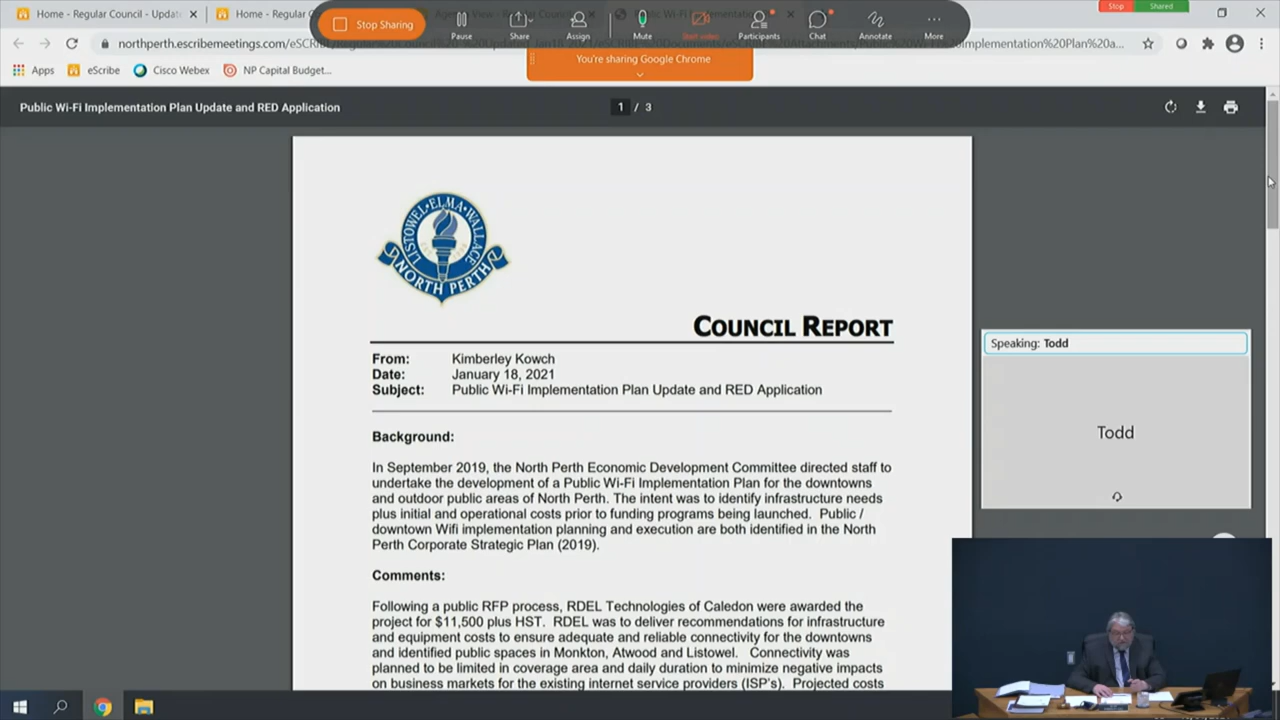 Home - Regular Council - Updat
Home - Regular Co
Stop Sharing
Pause
Share
Assign
Mute
Start video
Participants
Chat
Annotate
More
Stop
Shared
northperth.escribemeetings.com/eSCRIBE
You're sharing Google Chrome
Apps
eScribe
Cisco Webex
NP Capital Budget...
Public Wi-Fi Implementation Plan Update and RED Application
1 / 3
LISTOWEL·ELMA·WALLACE
NORTH PERTH
COUNCIL REPORT
From: Kimberley Kowch
Date: January 18, 2021
Subject: Public Wi-Fi Implementation Plan Update and RED Application
Background:
In September 2019, the North Perth Economic Development Committee directed staff to
undertake the development of a Public Wi-Fi Implementation Plan for the downtowns
and outdoor public areas of North Perth. The intent was to identify infrastructure needs
plus initial and operational costs prior to funding programs being launched. Public /
downtown Wifi implementation planning and execution are both identified in the North
Perth Corporate Strategic Plan (2019).
Comments:
Following a public RFP process, RDEL Technologies of Caledon were awarded the
project for $11,500 plus HST. RDEL was to deliver recommendations for infrastructure
and equipment costs to ensure adequate and reliable connectivity for the downtowns
and identified public spaces in Monkton, Atwood and Listowel. Connectivity was
planned to be limited in coverage area and daily duration to minimize negative impacts
on business markets for the existing internet service providers (ISP's). Projected costs
Speaking: Todd
Todd